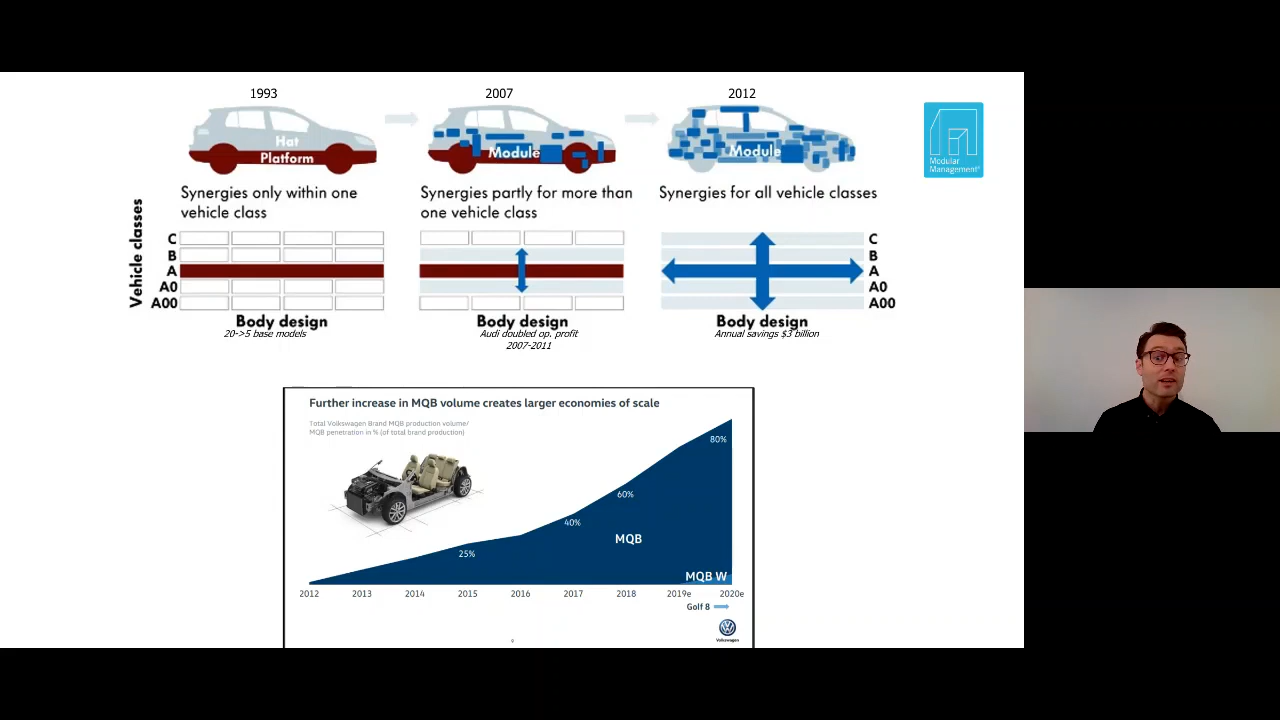 1993
2007
2012
Hat
Platform
Module
Module
Modular
Management®
Synergies only within one
vehicle class
Synergies partly for more than
one vehicle class
Synergies for all vehicle classes
Vehicle classes
C
B
A
A0
A00
C
B
A
A0
A00
Body design
20->5 base models
Body design
Audi doubled op. profit
2007-2011
Body design
Annual savings $3 billion
Further increase in MQB volume creates larger economies of scale
Total Volkswagen Brand MQB production volume/
MQB penetration in % (of total brand production)
80%
60%
40%
25%
MQB
MQB W
2012 2013 2014 2015 2016 2017 2018 2019e 2020e
Golf 8
Volkswagen
9